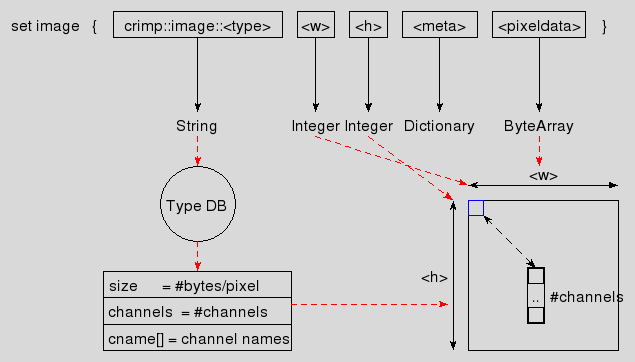 set image { crimp::image::<type> <w> <h> <meta> <pixeldata> }
String Integer Integer Dictionary ByteArray
<w>
Type DB
<h>
size = #bytes/pixel
channels = #channels
cname[] = channel names
.. #channels